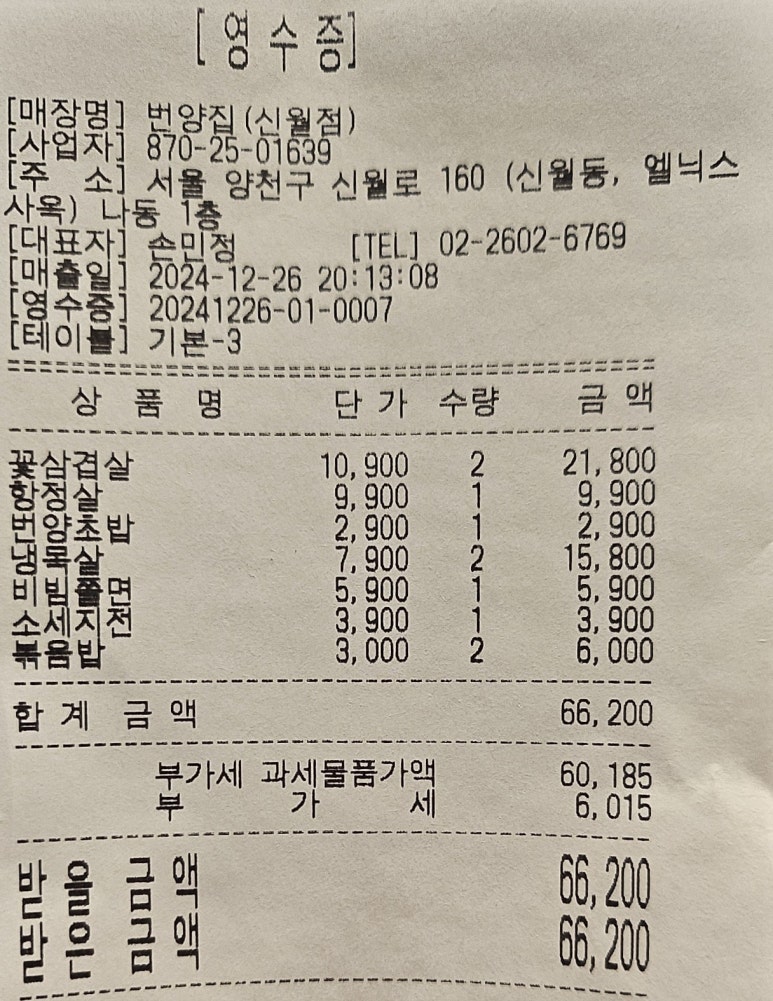 [영수증]
[매장명] 번양집(신월점)
[사업자] 870-25-01639
[주 소] 서울 양천구 신월로 160 (신월동, 엘닉스
사옥) 나동 1층
[대표자] 손민정 [TEL] 02-2602-6769
[매출일] 2024-12-26 20:13:08
[영수증] 20241226-01-0007
[테이블] 기본-3
상 품 명 단 가 수량 금 액
꽃삼겹살 10,900 2 21,800
항정살 9,900 1 9,900
번양초밥 2,900 1 2,900
냉목살 7,900 2 15,800
비빔쫄면 5,900 1 5,900
소세지전 3,900 1 3,900
볶음밥 3,000 2 6,000
합 계 금 액 66,200
부가세 과세물품가액 60,185
부 가 세 6,015
받 을 금 액 66,200
받 은 금 액 66,200